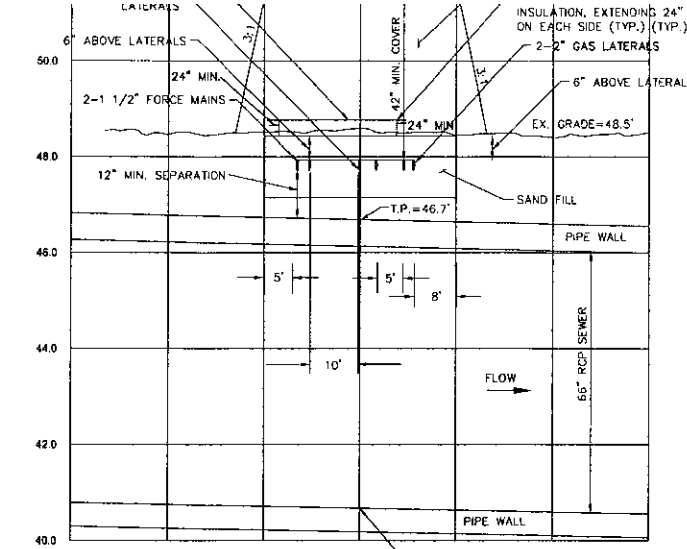 LATERALS
INSULATION, EXTENDING 24"
ON EACH SIDE (TYP.) (TYP.)
50.0
6" ABOVE LATERALS
3:1
42" MIN. COVER
2-2" GAS LATERALS
3:1
24" MIN.
6" ABOVE LATERAL
2-1 1/2" FORCE MAINS
24" MIN
EX. GRADE=48.5'
48.0
12" MIN. SEPARATION
SAND FILL
T.P.=46.7'
PIPE WALL
46.0
5'
5'
8'
66" RCP SEWER
44.0
10'
FLOW
42.0
PIPE WALL
40.0